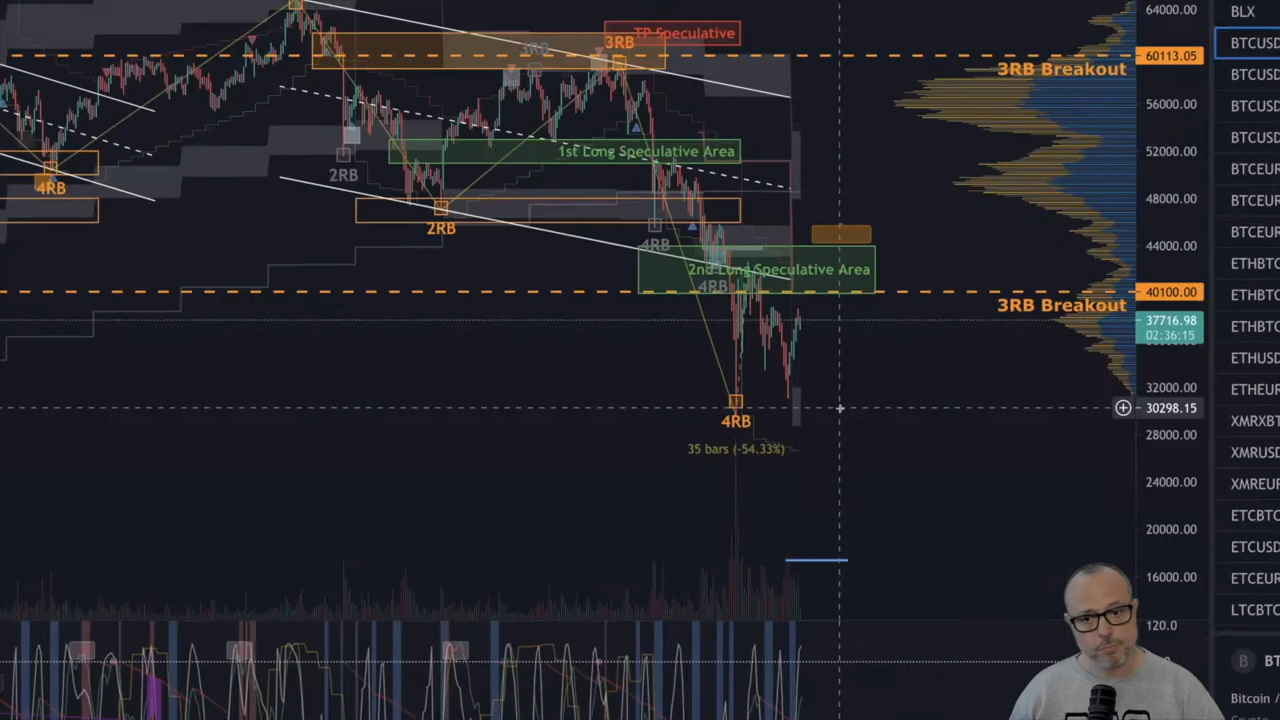 64000.00
60113.05
56000.00
52000.00
48000.00
44000.00
40100.00
37716.98
02:36:15
32000.00
30298.15
28000.00
24000.00
20000.00
16000.00
120.0
TP Speculative
3RB
3RB
3RB Breakout
1st Long Speculative Area
4RB
2RB
2RB
4RB
2nd Long Speculative Area
4RB
3RB Breakout
4RB
35 bars (-54.33%)
BLX
BTCUSD
BTCUSD
BTCUSD
BTCUSD
BTCEUR
BTCEUR
BTCEUR
ETHBTC
ETHBTC
ETHBTC
ETHUSD
ETHEUR
XMRXBT
XMRUSD
XMREUR
ETCBTC
ETCUSD
ETCEUR
LTCBTC
B
BT
Bitcoin /